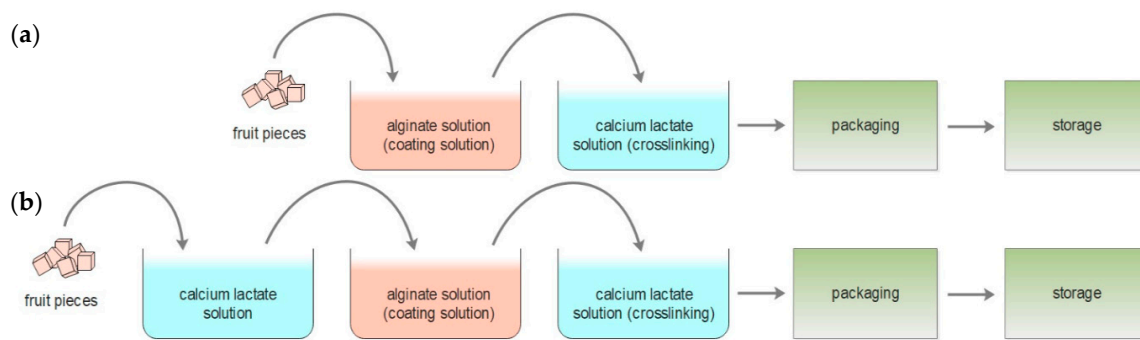 (a)
fruit pieces
alginate solution
(coating solution)
calcium lactate
solution (crosslinking)
packaging
storage
(b)
fruit pieces
calcium lactate
solution
alginate solution
(coating solution)
calcium lactate
solution (crosslinking)
packaging
storage